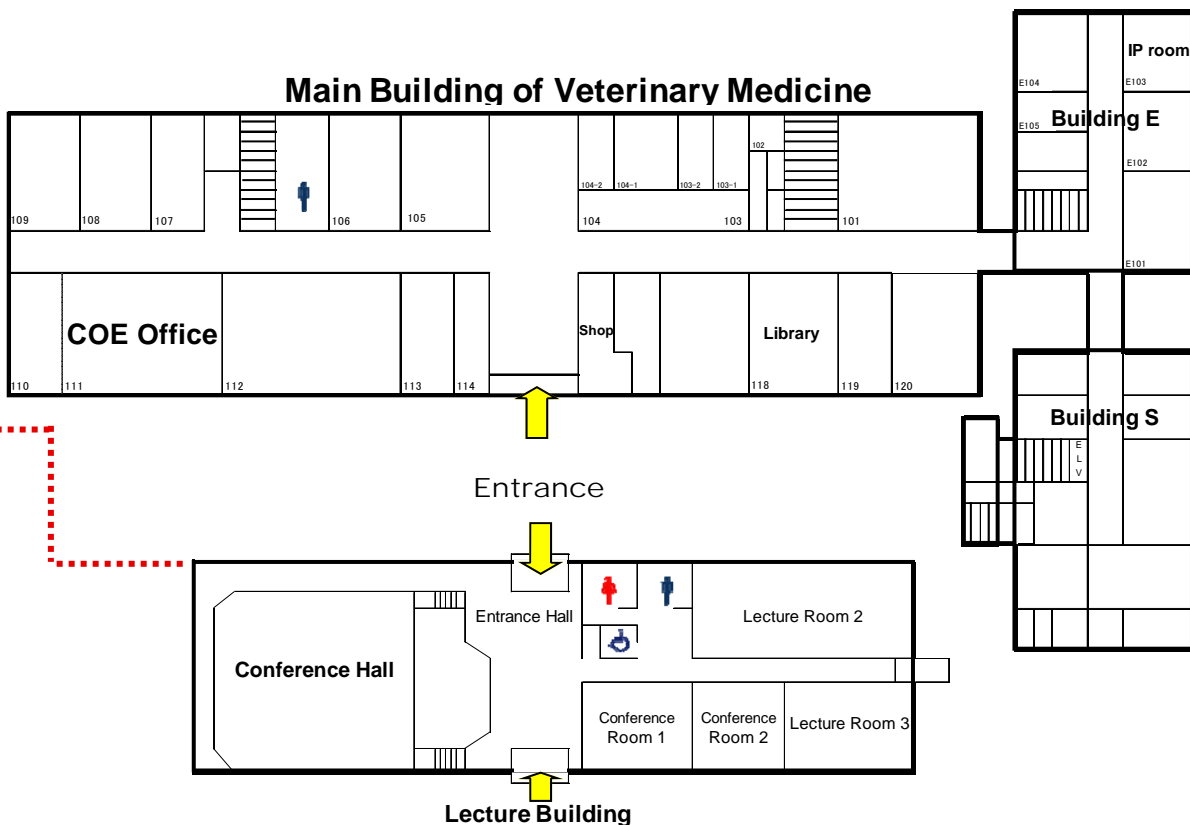 IP room
E104
E103
Main Building of Veterinary Medicine
Building E
E105
102
E102
104-2
104-1
103-2
103-1
109
108
107
106
105
104
103
101
E101
COE Office
Shop
Library
110
111
112
113
114
118
119
120
Building S
E
L
V
Entrance
Entrance Hall
Lecture Room 2
Conference Hall
Conference
Room 1
Conference
Room 2
Lecture Room 3
Lecture Building